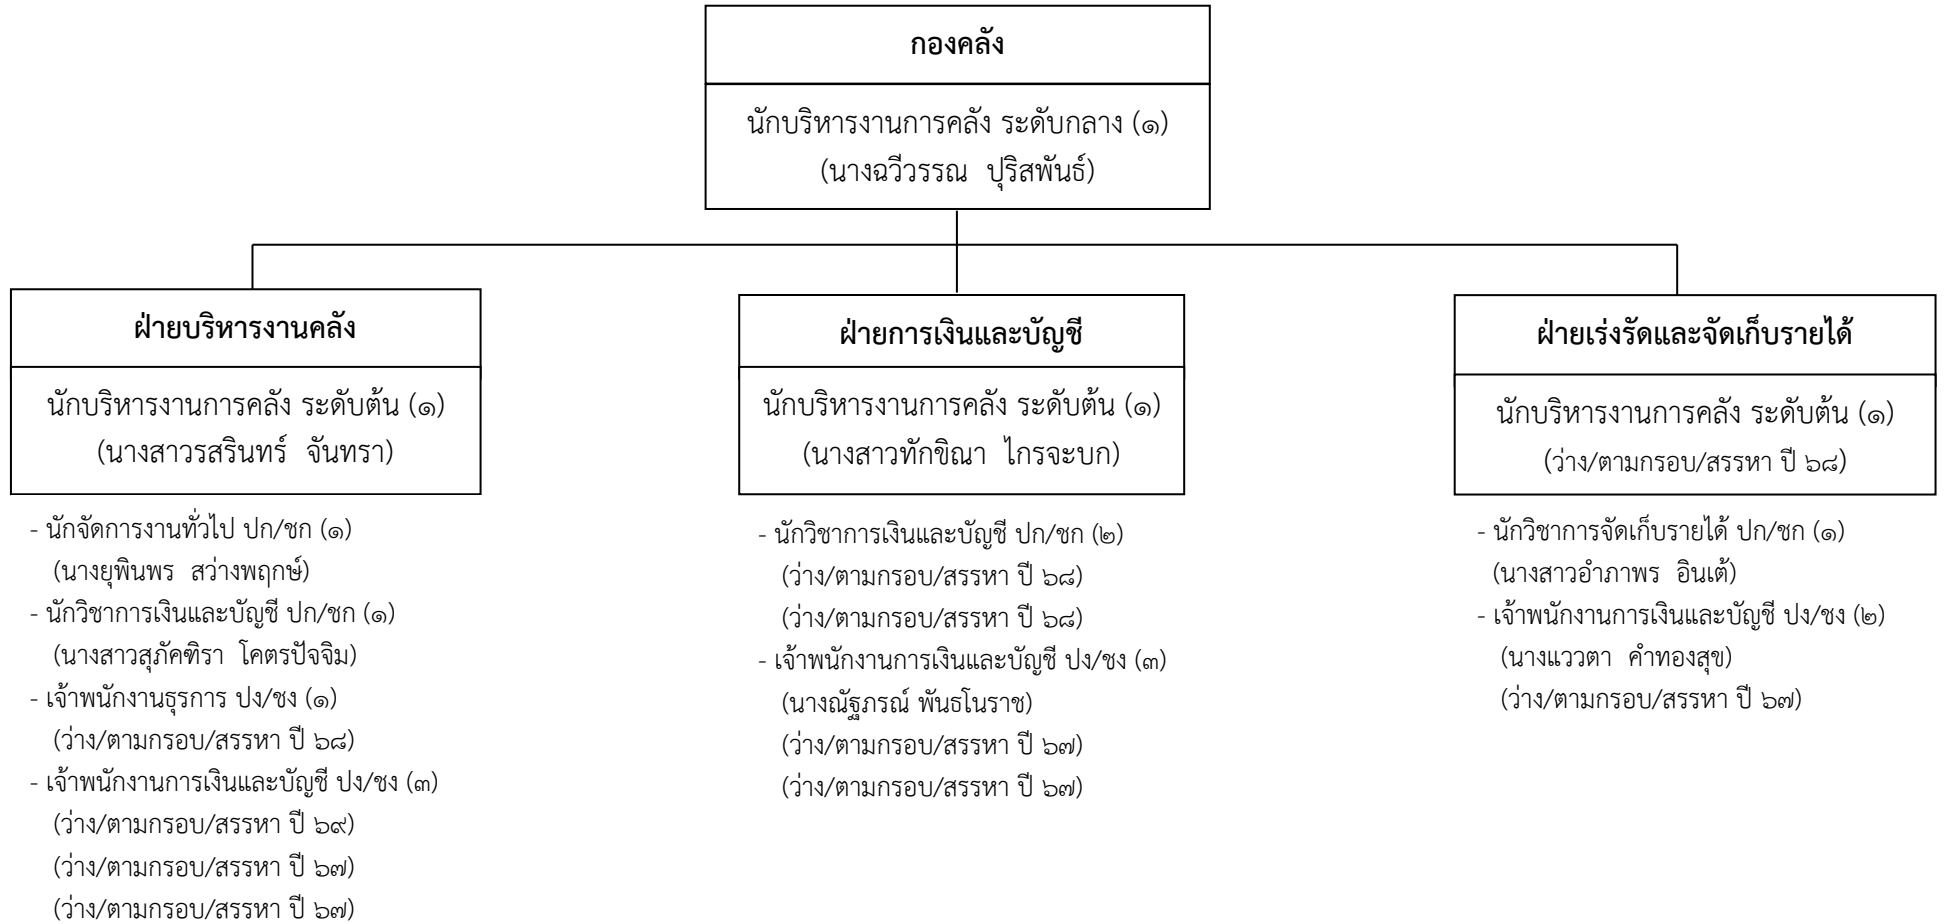 กองคลัง
นักบริหารงานการคลัง ระดับกลาง (๑)
(นางฉวีวรรณ ปุริสพันธ์)
ฝ่ายบริหารงานคลัง
นักบริหารงานการคลัง ระดับต้น (๑)
(นางสาวรสรินทร์ จันทรา)
- นักจัดการงานทั่วไป ปก/ชก (๑)
(นางยุพินพร สว่างพฤกษ์)
- นักวิชาการเงินและบัญชี ปก/ชก (๑)
(นางสาวสุภัคฑิรา โคตรปัจจิม)
- เจ้าพนักงานธุรการ ปง/ชง (๑)
(ว่าง/ตามกรอบ/สรรหา ปี ๖๘)
- เจ้าพนักงานการเงินและบัญชี ปง/ชง (๓)
(ว่าง/ตามกรอบ/สรรหา ปี ๖๙)
(ว่าง/ตามกรอบ/สรรหา ปี ๖๗)
(ว่าง/ตามกรอบ/สรรหา ปี ๖๗)
ฝ่ายการเงินและบัญชี
นักบริหารงานการคลัง ระดับต้น (๑)
(นางสาวทักขิณา ไกรจะบก)
- นักวิชาการเงินและบัญชี ปก/ชก (๒)
(ว่าง/ตามกรอบ/สรรหา ปี ๖๘)
(ว่าง/ตามกรอบ/สรรหา ปี ๖๘)
- เจ้าพนักงานการเงินและบัญชี ปง/ชง (๓)
(นางณัฐภรณ์ พันธโนราช)
(ว่าง/ตามกรอบ/สรรหา ปี ๖๗)
(ว่าง/ตามกรอบ/สรรหา ปี ๖๗)
ฝ่ายเร่งรัดและจัดเก็บรายได้
นักบริหารงานการคลัง ระดับต้น (๑)
(ว่าง/ตามกรอบ/สรรหา ปี ๖๘)
- นักวิชาการจัดเก็บรายได้ ปก/ชก (๑)
(นางสาวอำภาพร อินเต้)
- เจ้าพนักงานการเงินและบัญชี ปง/ชง (๒)
(นางแววตา คำทองสุข)
(ว่าง/ตามกรอบ/สรรหา ปี ๖๗)